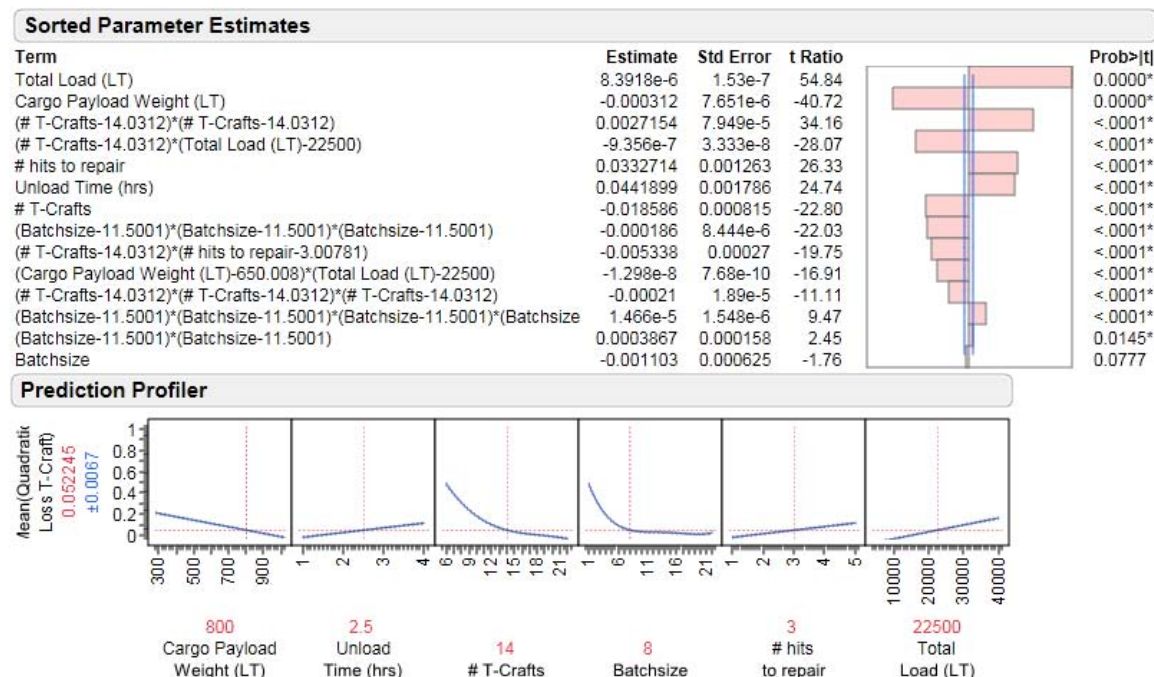 Sorted Parameter Estimates
Term Estimate Std Error t Ratio Prob>|t|
Total Load (LT) 8.3918e-6 1.53e-7 54.84 0.0000*
Cargo Payload Weight (LT) -0.000312 7.651e-6 -40.72 0.0000*
(# T-Crafts-14.0312)*(# T-Crafts-14.0312) 0.0027154 7.949e-5 34.16 <.0001*
(# T-Crafts-14.0312)*(Total Load (LT)-22500) -9.356e-7 3.333e-8 -28.07 <.0001*
# hits to repair 0.0332714 0.001263 26.33 <.0001*
Unload Time (hrs) 0.0441899 0.001786 24.74 <.0001*
# T-Crafts -0.018586 0.000815 -22.80 <.0001*
(Batchsize-11.5001)*(Batchsize-11.5001)*(Batchsize-11.5001) -0.000186 8.444e-6 -22.03 <.0001*
(# T-Crafts-14.0312)*(# hits to repair-3.00781) -0.005338 0.00027 -19.75 <.0001*
(Cargo Payload Weight (LT)-650.008)*(Total Load (LT)-22500) -1.298e-8 7.68e-10 -16.91 <.0001*
(# T-Crafts-14.0312)*(# T-Crafts-14.0312)*(# T-Crafts-14.0312) -0.00021 1.89e-5 -11.11 <.0001*
(Batchsize-11.5001)*(Batchsize-11.5001)*(Batchsize-11.5001)*(Batchsize 1.466e-5 1.548e-6 9.47 <.0001*
(Batchsize-11.5001)*(Batchsize-11.5001) 0.0003867 0.000158 2.45 0.0145*
Batchsize -0.001103 0.000625 -1.76 0.0777
Prediction Profiler
Mean(Quadratic
Loss T-Craft)
0.052245
±0.0067
1
0.8
0.6
0.4
0.2
0
300 500 700 900 1 2 3 4 6 9 12 15 18 21 1 6 11 16 21 1 2 3 4 5 10000 20000 30000 40000
800 2.5 14 8 3 22500
Cargo Payload Unload # T-Crafts Batchsize # hits Total
Weight (LT) Time (hrs) to repair Load (LT)